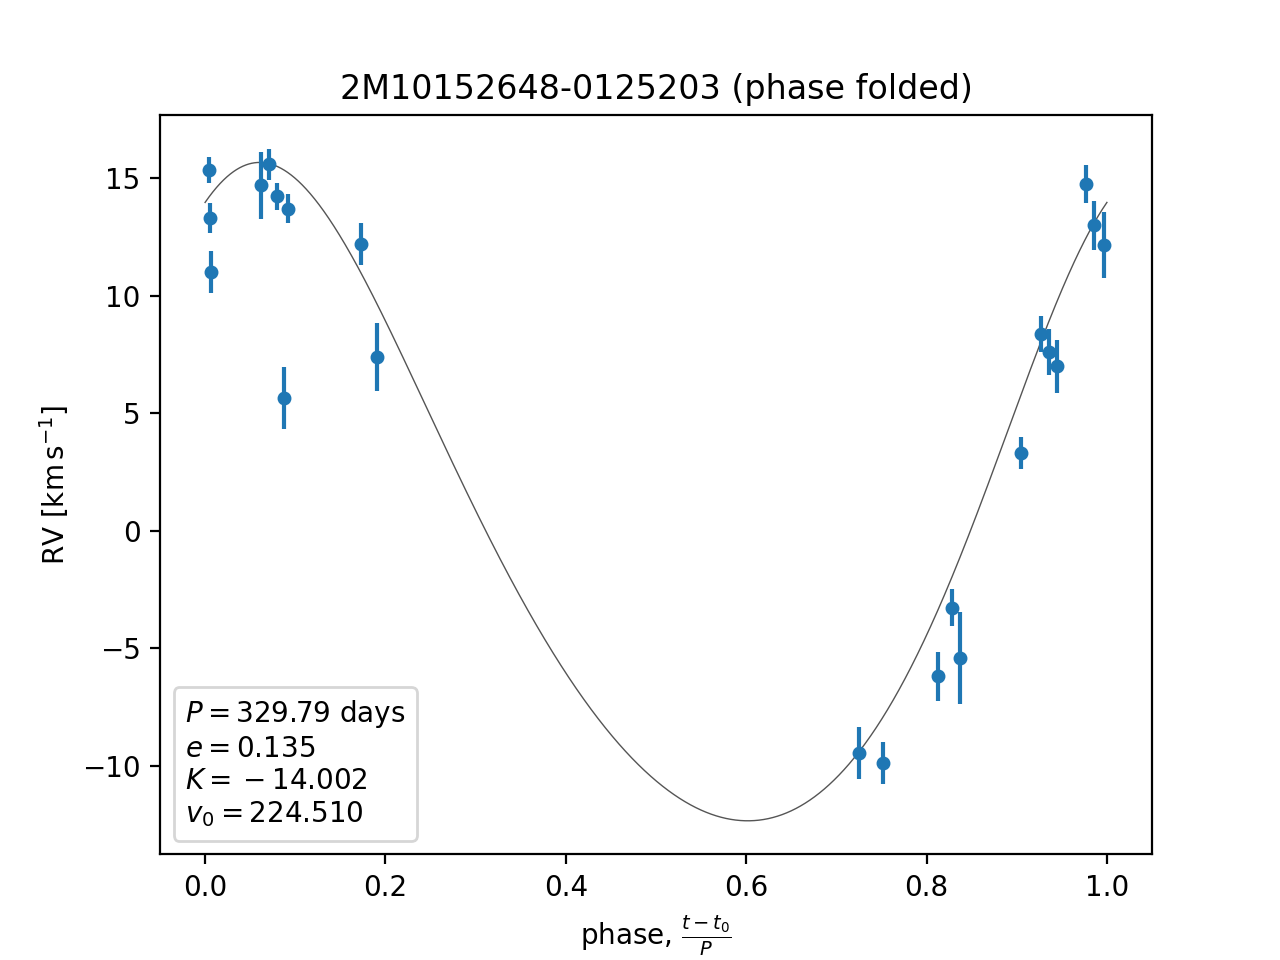 2M10152648-0125203 (phase folded)
RV [km s⁻¹]
15
10
5
0
−5
−10
P = 329.79 days
e = 0.135
K = − 14.002
v₀ = 224.510
0.0 0.2 0.4 0.6 0.8 1.0
phase, (t − t₀)/P